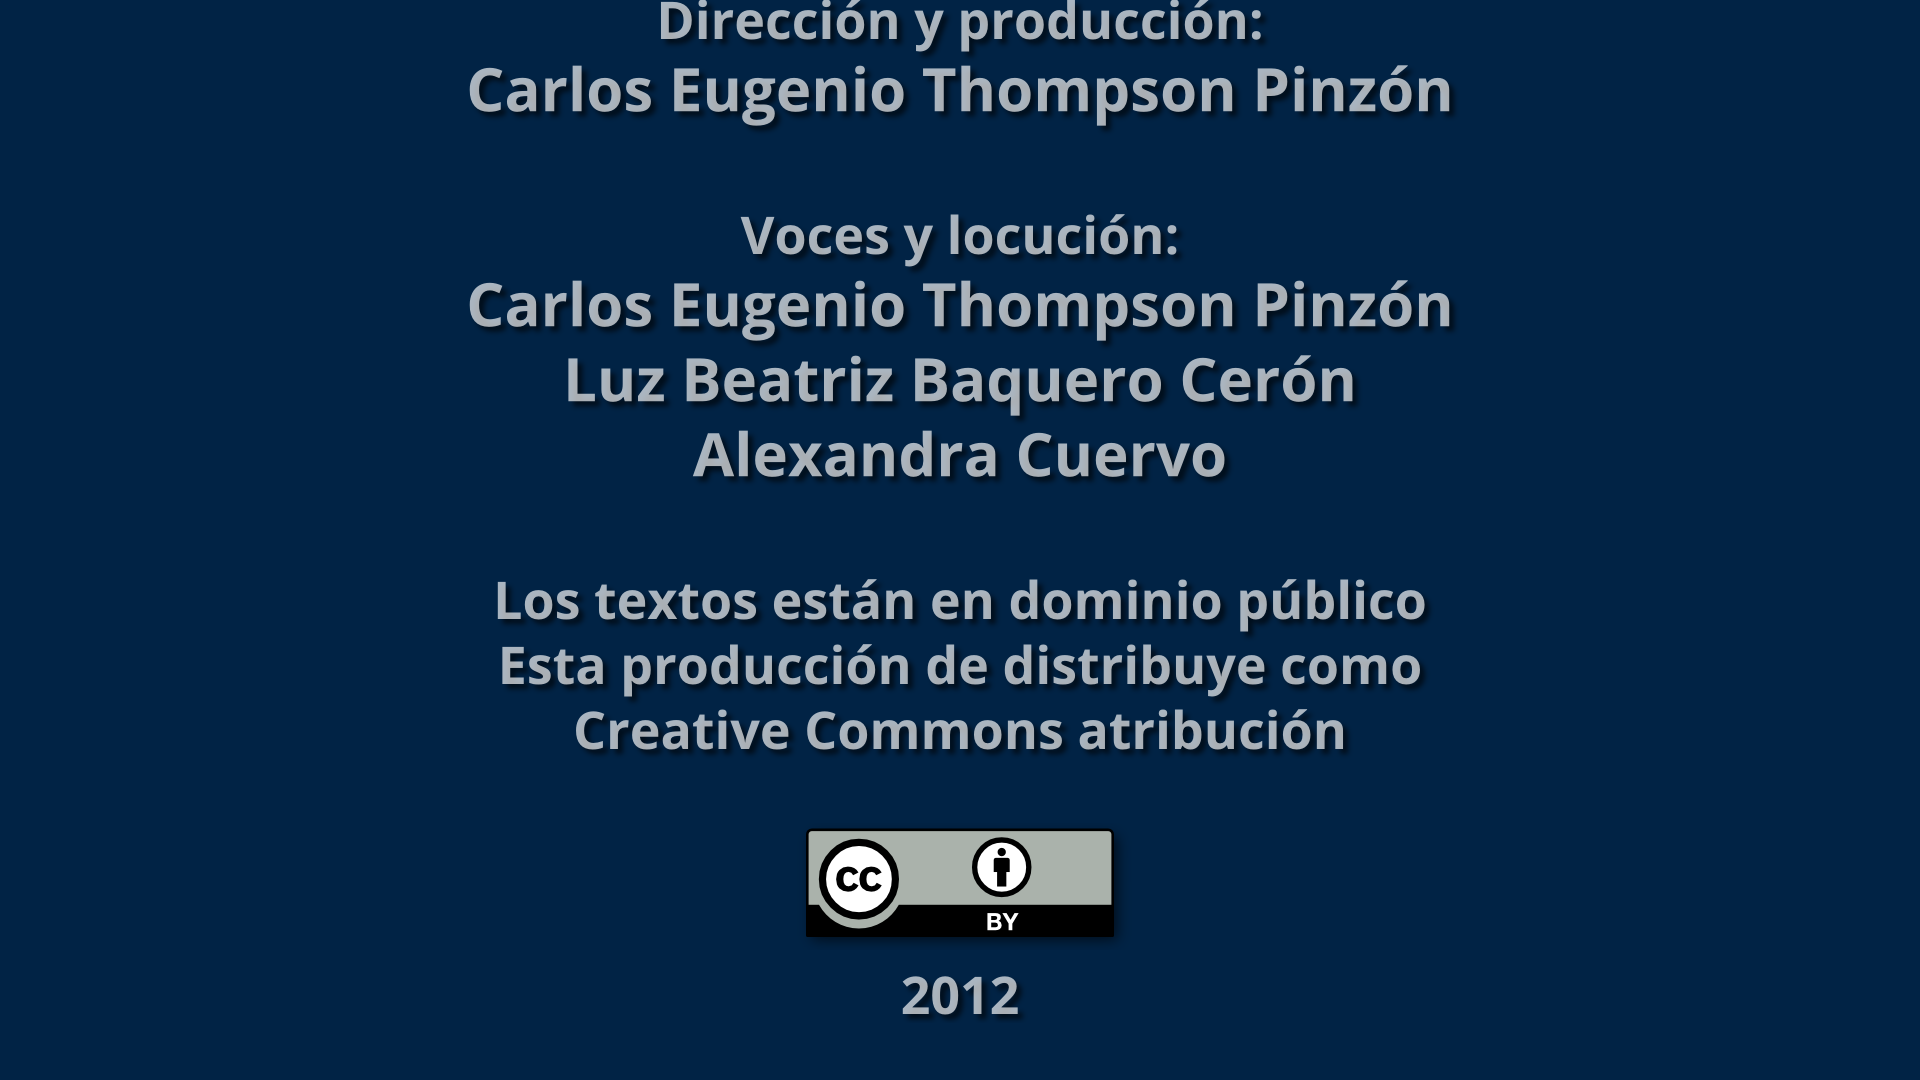 Dirección y producción:
Carlos Eugenio Thompson Pinzón
Voces y locución:
Carlos Eugenio Thompson Pinzón
Luz Beatriz Baquero Cerón
Alexandra Cuervo
Los textos están en dominio público
Esta producción de distribuye como
Creative Commons atribución
cc
BY
2012